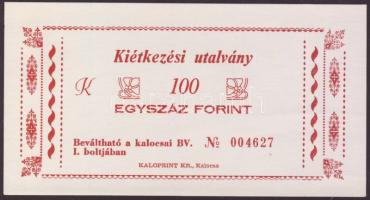 Kiétkezési utalvány
K 100
EGYSZÁZ FORINT
Beváltható a kalocsai BV. № 004627
I. boltjában
KALOPRINT Kft., Kalocsa